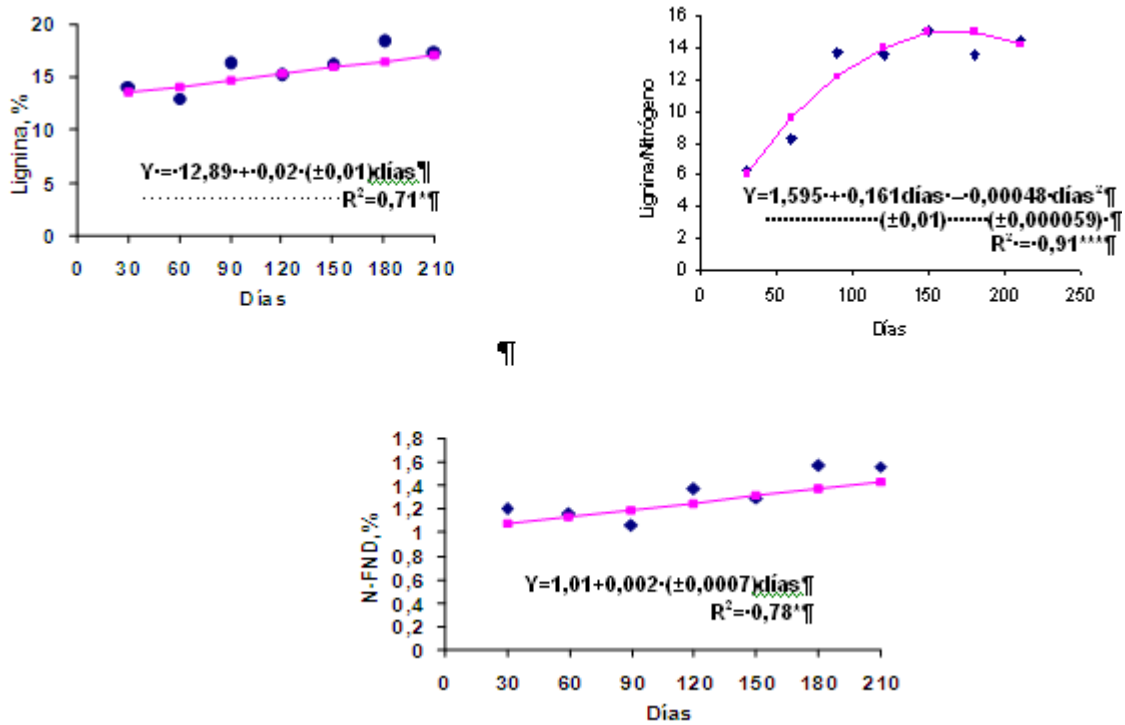 Lignina, %
20
15
10
5
0
Y·=·12,89·+·0,02·(±0,01)días¶
R²=0,71*¶
0 30 60 90 120 150 180 210
Días
Lignina/Nitrógeno
16
14
12
10
8
6
4
2
0
Y=1,595·+·0,161días·–·0,00048·días²¶
(±0,01)·······(±0,000059)·¶
R²·=·0,91***¶
0 50 100 150 200 250
Días
¶
N-FND,%
1,8
1,6
1,4
1,2
1
0,8
0,6
0,4
0,2
0
Y=1,01+0,002·(±0,0007)días¶
R²=·0,78*¶
0 30 60 90 120 150 180 210
Días